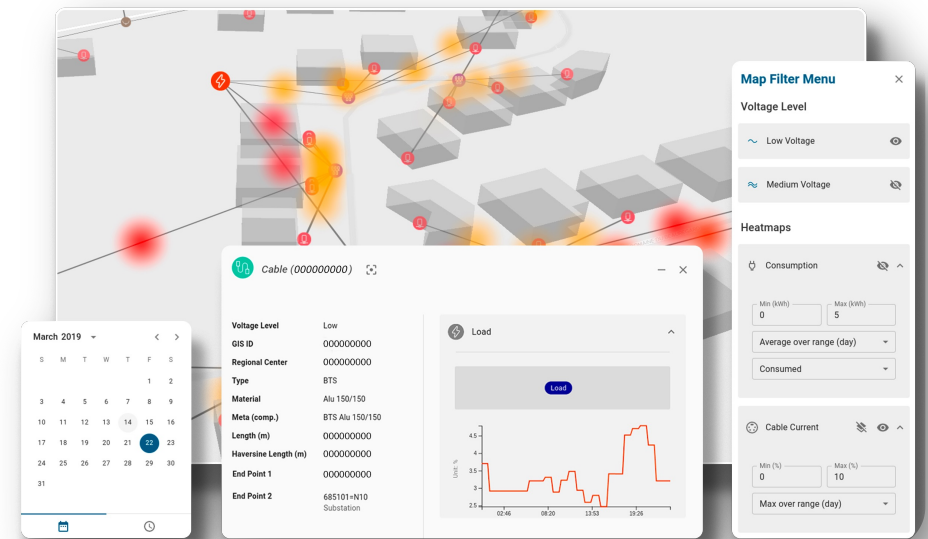 Map Filter Menu
Voltage Level
Low Voltage
Medium Voltage
Heatmaps
Consumption
Min (kWh)
0
Max (kWh)
5
Average over range (day)
Consumed
Cable Current
Min (%)
0
Max (%)
10
Max over range (day)
Cable (000000000)
Voltage Level Low
GIS ID 000000000
Regional Center 000000000
Type BTS
Material Alu 150/150
Meta (comp.) BTS Alu 150/150
Length (m) 000000000
Haversine Length (m) 000000000
End Point 1 000000000
End Point 2 685101=N10
Substation
Load
Load
Unit: %
4.5
4
3.5
3
2.5
02:46 08:20 13:53 19:26
March 2019
S M T W T F S
1 2
3 4 5 6 7 8 9
10 11 12 13 14 15 16
17 18 19 20 21 22 23
24 25 26 27 28 29 30
31